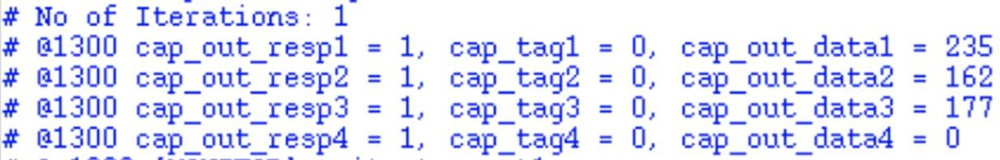 # No of Iterations: 1
# @1300 cap_out_resp1 = 1, cap_tag1 = 0, cap_out_data1 = 235
# @1300 cap_out_resp2 = 1, cap_tag2 = 0, cap_out_data2 = 162
# @1300 cap_out_resp3 = 1, cap_tag3 = 0, cap_out_data3 = 177
# @1300 cap_out_resp4 = 1, cap_tag4 = 0, cap_out_data4 = 0